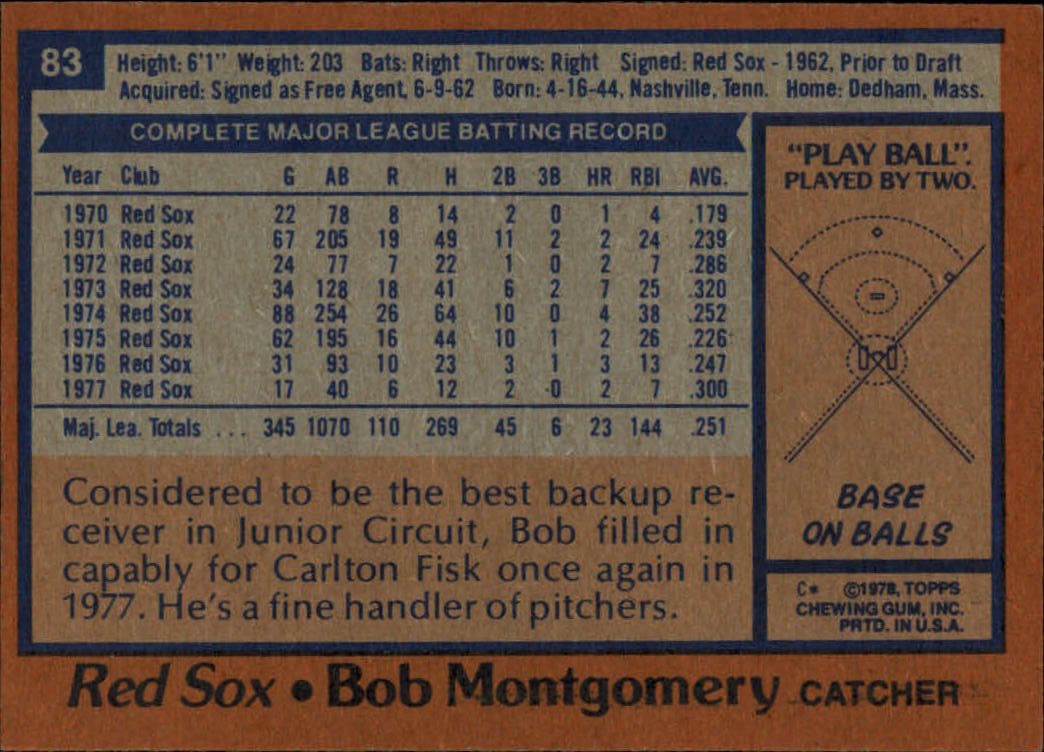 83
Height: 6'1" Weight: 203 Bats: Right Throws: Right Signed: Red Sox - 1962, Prior to Draft
Acquired: Signed as Free Agent, 6-9-62 Born: 4-16-44, Nashville, Tenn. Home: Dedham, Mass.
COMPLETE MAJOR LEAGUE BATTING RECORD
Year Club G AB R H 2B 3B HR RBI AVG.
1970 Red Sox 22 78 8 14 2 0 1 4 .179
1971 Red Sox 67 205 19 49 11 2 2 24 .239
1972 Red Sox 24 77 7 22 1 0 2 7 .286
1973 Red Sox 34 128 18 41 6 2 7 25 .320
1974 Red Sox 88 254 26 64 10 0 4 38 .252
1975 Red Sox 62 195 16 44 10 1 2 26 .226
1976 Red Sox 31 93 10 23 3 1 3 13 .247
1977 Red Sox 17 40 6 12 2 0 2 7 .300
Maj. Lea. Totals ... 345 1070 110 269 45 6 23 144 .251
Considered to be the best backup re-
ceiver in Junior Circuit, Bob filled in
capably for Carlton Fisk once again in
1977. He's a fine handler of pitchers.
"PLAY BALL".
PLAYED BY TWO.
BASE
ON BALLS
C* ©1978, TOPPS
CHEWING GUM, INC.
PRTD. IN U.S.A.
Red Sox • Bob Montgomery CATCHER